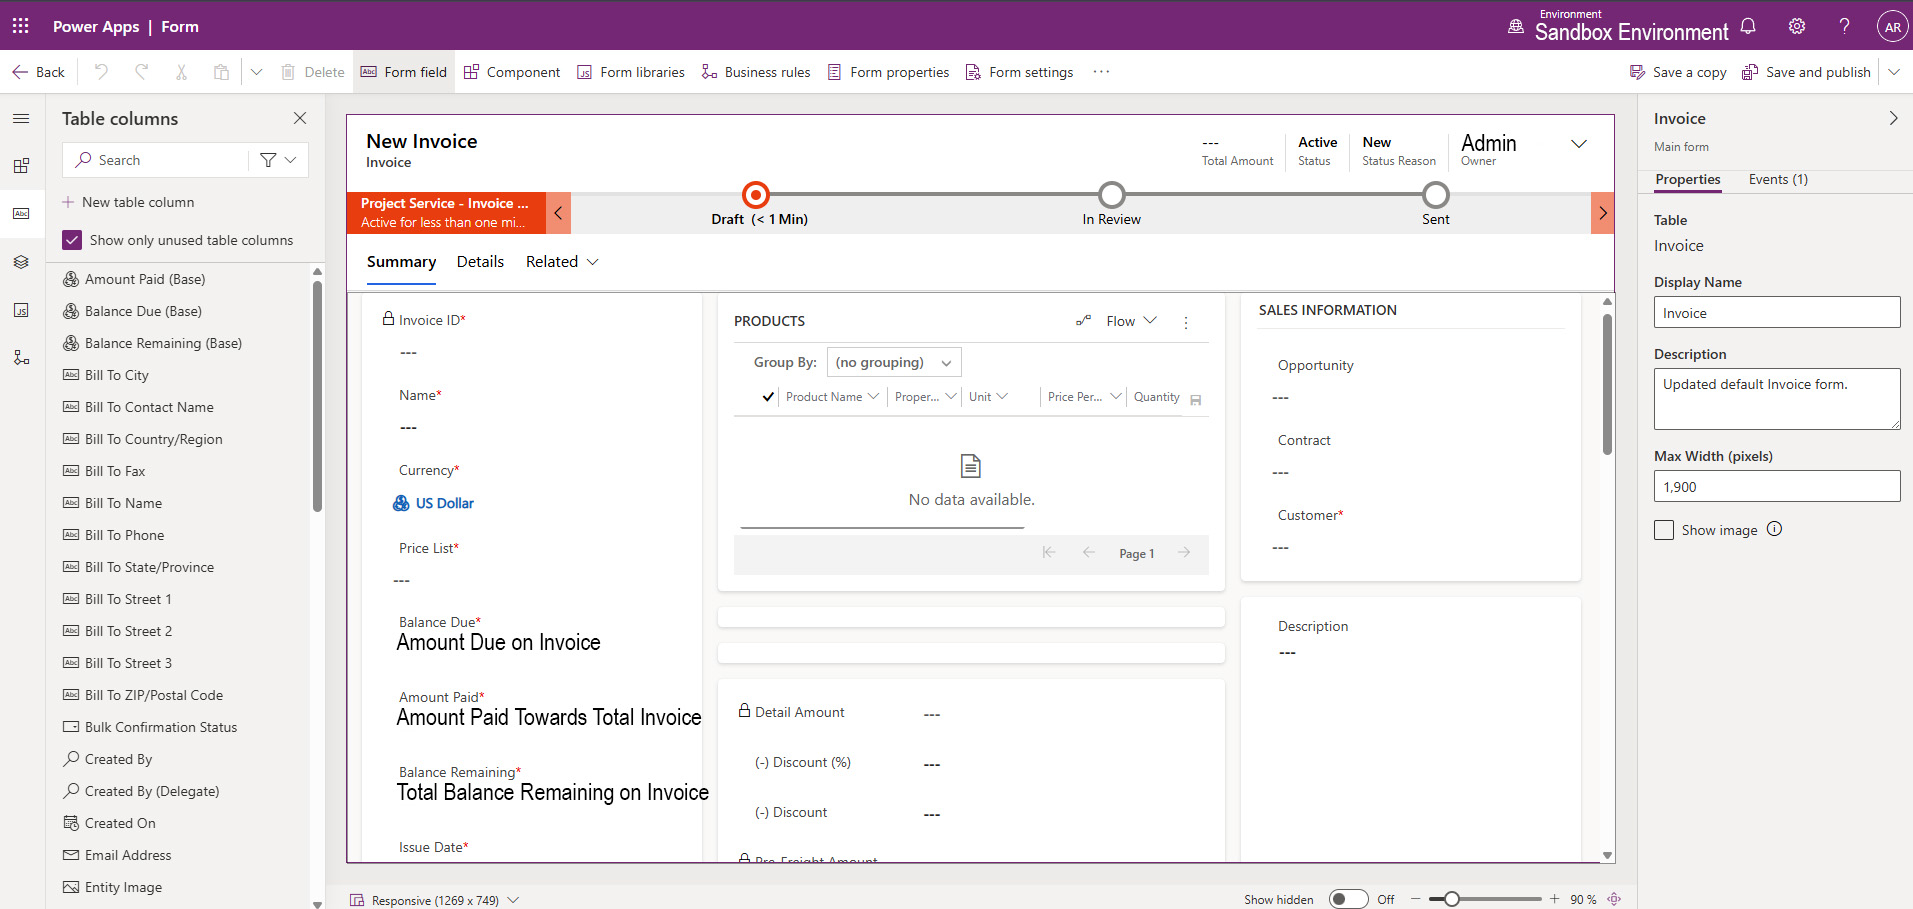 Power Apps | Form
Environment
Sandbox Environment
AR
Back
Delete
Form field
Component
Form libraries
Business rules
Form properties
Form settings
Save a copy
Save and publish
Table columns
Search
New table column
Show only unused table columns
Amount Paid (Base)
Balance Due (Base)
Balance Remaining (Base)
Abc Bill To City
Abc Bill To Contact Name
Abc Bill To Country/Region
Abc Bill To Fax
Abc Bill To Name
Abc Bill To Phone
Abc Bill To State/Province
Abc Bill To Street 1
Abc Bill To Street 2
Abc Bill To Street 3
Abc Bill To ZIP/Postal Code
Bulk Confirmation Status
Created By
Created By (Delegate)
Created On
Email Address
Entity Image
New Invoice
Invoice
---
Total Amount
Active
Status
New
Status Reason
Admin
Owner
Project Service - Invoice ...
Active for less than one mi...
Draft (< 1 Min)
In Review
Sent
Summary
Details
Related
Invoice ID*
---
Name*
---
Currency*
US Dollar
Price List*
---
Balance Due*
Amount Due on Invoice
Amount Paid*
Amount Paid Towards Total Invoice
Balance Remaining*
Total Balance Remaining on Invoice
Issue Date*
PRODUCTS
Flow
Group By: (no grouping)
Product Name
Proper...
Unit
Price Per...
Quantity
No data available.
Page 1
Detail Amount ---
(-) Discount (%) ---
(-) Discount ---
Pre-Freight Amount
SALES INFORMATION
Opportunity
---
Contract
---
Customer*
---
Description
---
Responsive (1269 x 749)
Show hidden
Off
90 %
Invoice
Main form
Properties
Events (1)
Table
Invoice
Display Name
Invoice
Description
Updated default Invoice form.
Max Width (pixels)
1,900
Show image